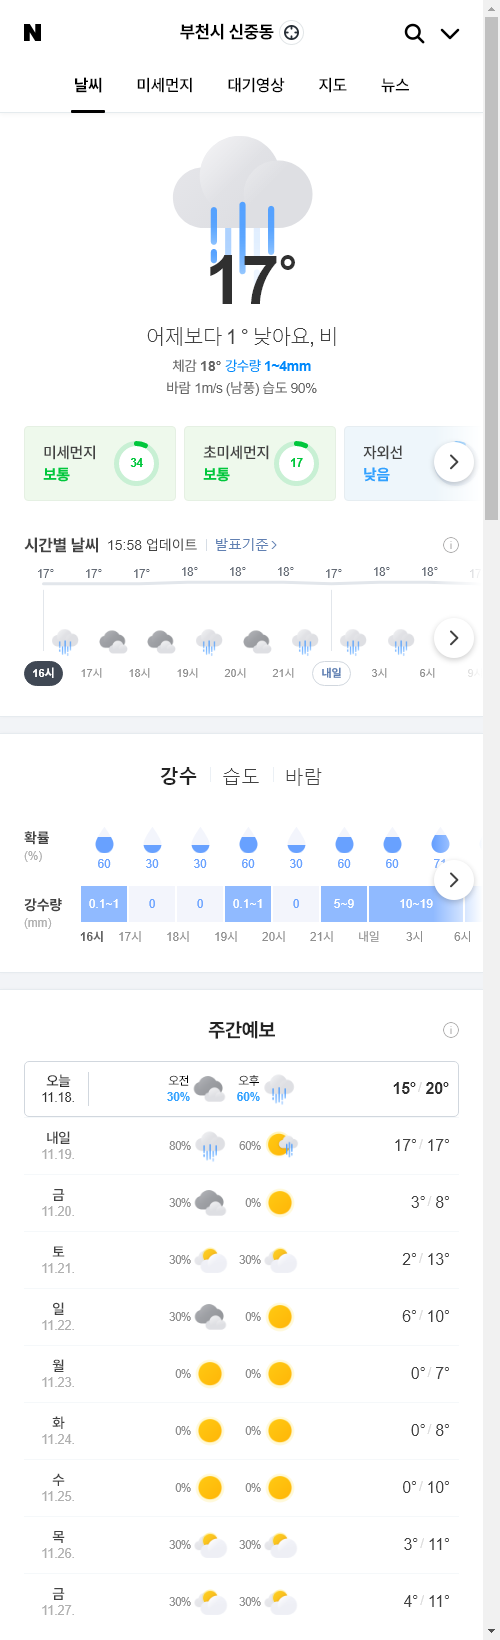 N 부천시 신중동
날씨 미세먼지 대기영상 지도 뉴스
17°
어제보다 1 ° 낮아요, 비
체감 18° 강수량 1~4mm
바람 1m/s (남풍) 습도 90%
미세먼지 34 초미세먼지 17 자외선
보통 보통 낮음
시간별 날씨 15:58 업데이트 발표기준 >
17° 17° 17° 18° 18° 18° 17° 18° 18° 17
16시 17시 18시 19시 20시 21시 내일 3시 6시 9
강수 습도 바람
확률
(%)
60 30 30 60 30 60 60
강수량
(mm)
0.1~1 0 0 0.1~1 0 5~9 10~19
16시 17시 18시 19시 20시 21시 내일 3시 6시
주간예보
오늘 11.18. 오전 30% 오후 60% 15° / 20°
내일 11.19. 80% 60% 17° / 17°
금 11.20. 30% 0% 3° / 8°
토 11.21. 30% 30% 2° / 13°
일 11.22. 30% 0% 6° / 10°
월 11.23. 0% 0% 0° / 7°
화 11.24. 0% 0% 0° / 8°
수 11.25. 0% 0% 0° / 10°
목 11.26. 30% 30% 3° / 11°
금 11.27. 30% 30% 4° / 11°